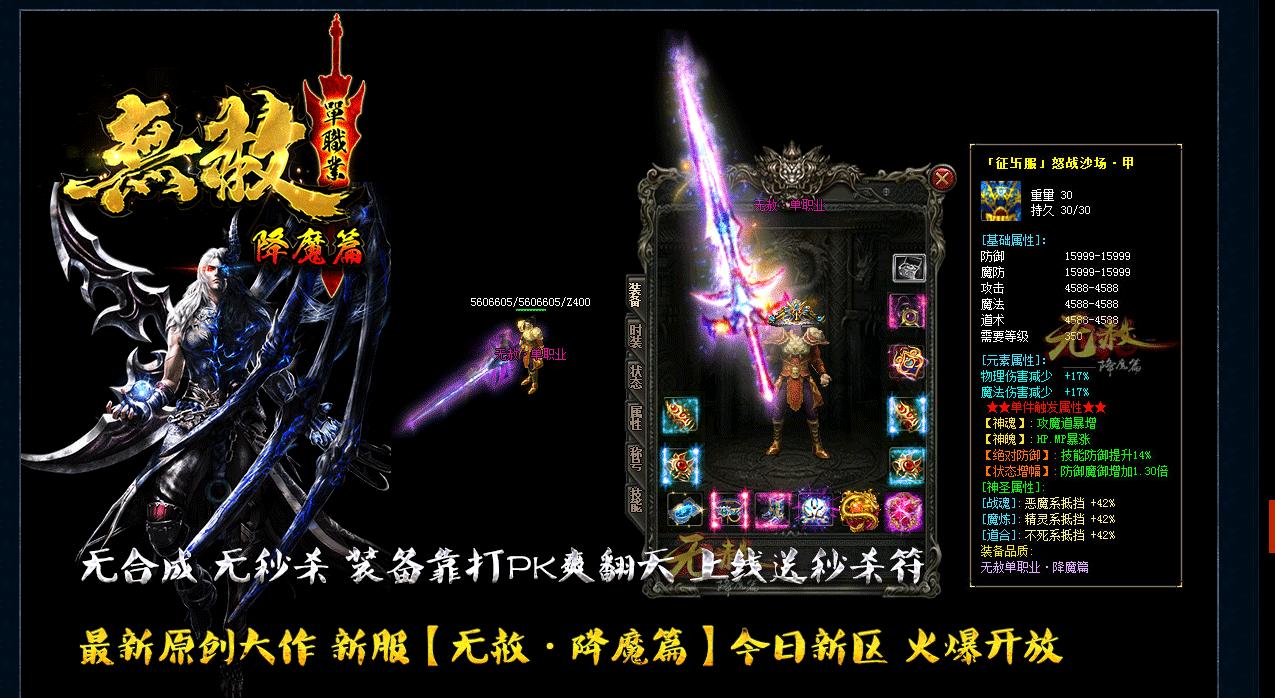 無赦
單職業
降魔篇
5606605/5606605/Z400
无赦·单职业
无赦·单职业
装备
时装
状态
属性
称号
技能
「征斩服」怒战沙场·甲
重量 30
持久 30/30
[基础属性]:
防御 15999-15999
魔防 15999-15999
攻击 4588-4588
魔法 4588-4588
道术 4588-4588
需要等级 350
无赦
降魔篇
[元素属性]:
物理伤害减少 +17%
魔法伤害减少 +17%
★★单件触发属性★★
【神魂】:攻魔道暴增
【神魄】:HP.MP暴涨
【绝对防御】:技能防御提升14%
【状态增幅】:防御魔御增加1.30倍
[神圣属性]:
[战魂]:恶魔系抵挡 +42%
[魔炼]:精灵系抵挡 +42%
[道合]:不死系抵挡 +42%
装备品质:
无赦单职业·降魔篇
无赦
无合成 无秒杀 装备靠打PK爽翻天 上线送秒杀符
最新原创大作 新服【无赦·降魔篇】今日新区 火爆开放